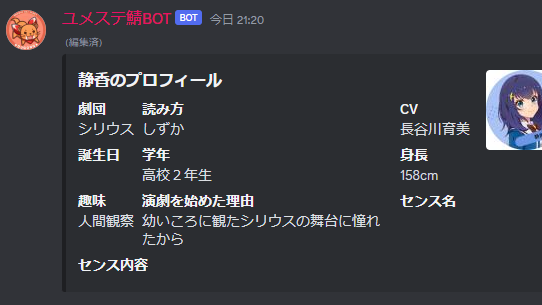 ユメステ鯖BOT BOT 今日 21:20
(編集済)
静香のプロフィール
劇団 読み方 CV
シリウス しずか 長谷川育美
誕生日 学年 身長
高校２年生 158cm
趣味 演劇を始めた理由 センス名
人間観察 幼いころに観たシリウスの舞台に憧れ
たから
センス内容